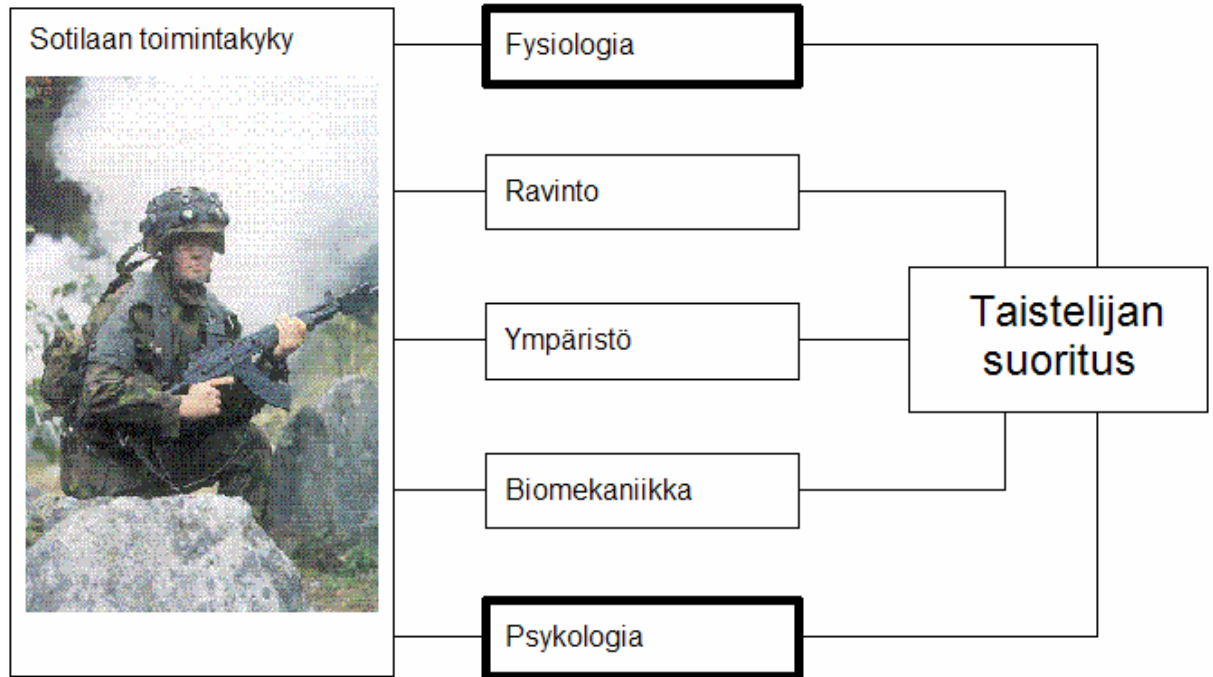 Sotilaan toimintakyky
Fysiologia
Ravinto
Ympäristö
Biomekaniikka
Psykologia
Taistelijan
suoritus